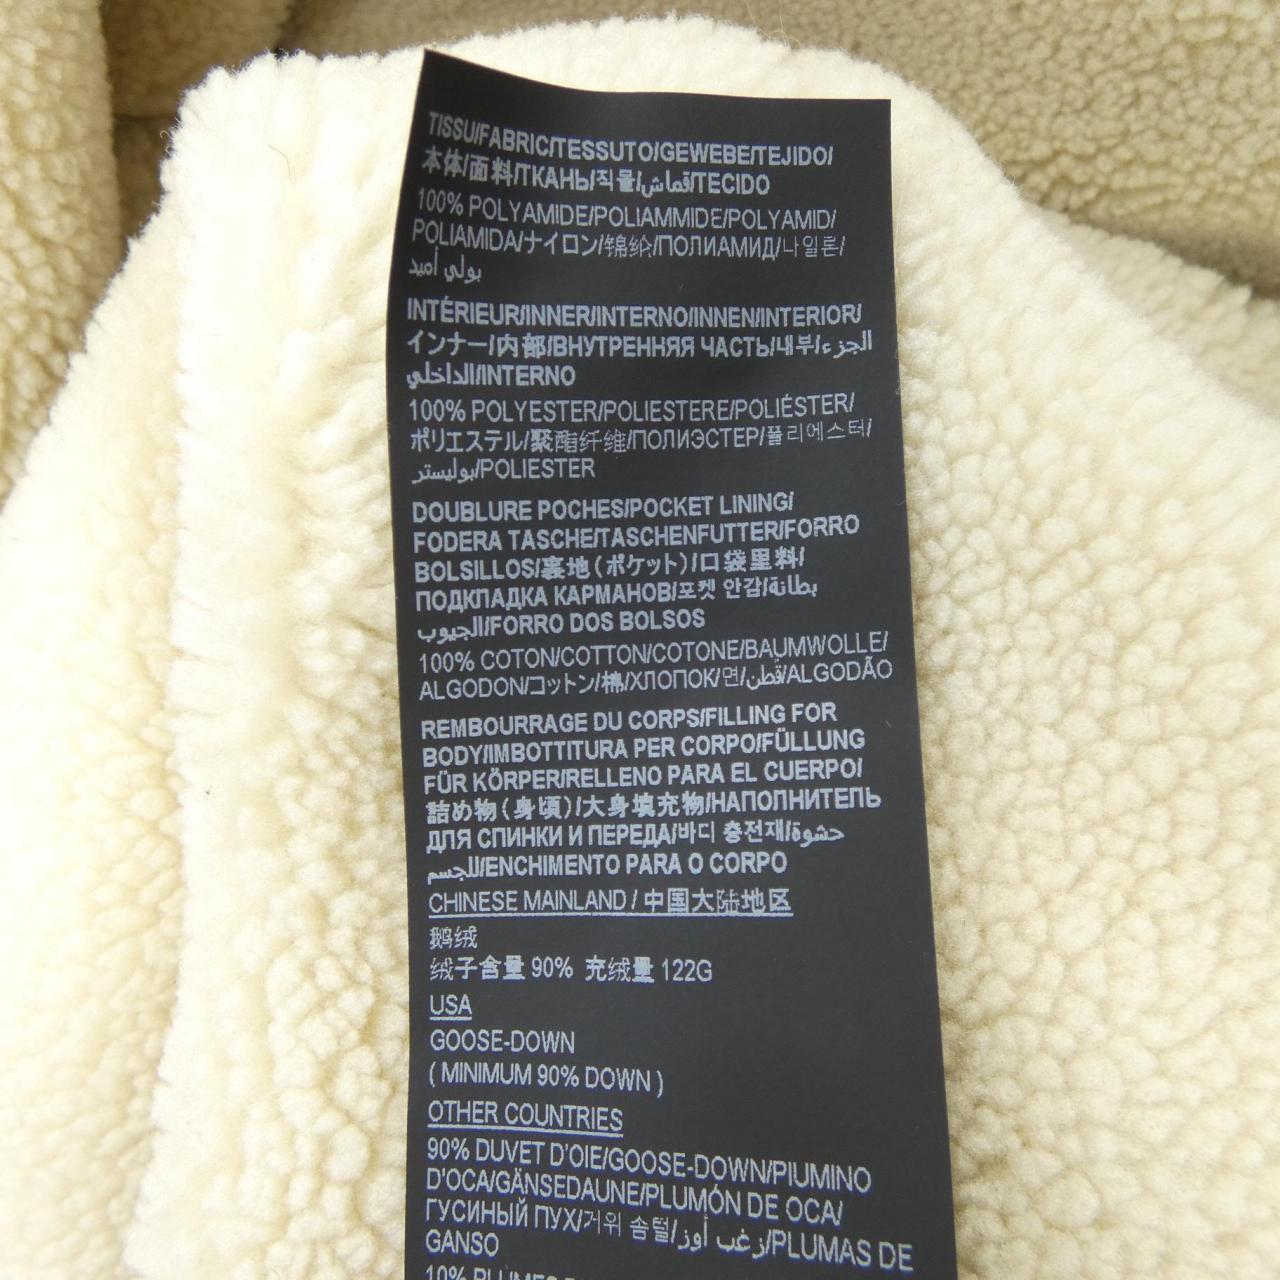 TISSU/FABRIC/TESSUTO/GEWEBE/TEJIDO/
本体/面料/ТКАНЬ/직물/قماش/TECIDO
100% POLYAMIDE/POLIAMMIDE/POLYAMID/
POLIAMIDA/ナイロン/锦纶/ПОЛИАМИД/나일론/
بولي أميد
INTÉRIEUR/INNER/INTERNO/INNEN/INTERIOR/
インナー/内部/ВНУТРЕННЯЯ ЧАСТЬ/내부/الجزء
الداخلي/INTERNO
100% POLYESTER/POLIESTERE/POLIÉSTER/
ポリエステル/聚酯纤维/ПОЛИЭСТЕР/폴리에스터/
بوليستر/POLIESTER
DOUBLURE POCHES/POCKET LINING/
FODERA TASCHE/TASCHENFUTTER/FORRO
BOLSILLOS/裏地(ポケット)/口袋里料/
ПОДКЛАДКА КАРМАНОВ/포켓 안감/بطانة
الجيوب/FORRO DOS BOLSOS
100% COTON/COTTON/COTONE/BAUMWOLLE/
ALGODON/コットン/棉/ХЛОПОК/면/قطن/ALGODÃO
REMBOURRAGE DU CORPS/FILLING FOR
BODY/IMBOTTITURA PER CORPO/FÜLLUNG
FÜR KÖRPER/RELLENO PARA EL CUERPO/
詰め物(身頃)/大身填充物/НАПОЛНИТЕЛЬ
ДЛЯ СПИНКИ И ПЕРЕДА/바디 충전재/حشوة
للجسم/ENCHIMENTO PARA O CORPO
CHINESE MAINLAND / 中国大陆地区
鹅绒
绒子含量 90% 充绒量 122G
USA
GOOSE-DOWN
( MINIMUM 90% DOWN )
OTHER COUNTRIES
90% DUVET D'OIE/GOOSE-DOWN/PIUMINO
D'OCA/GÄNSEDAUNE/PLUMÓN DE OCA/
ГУСИНЫЙ ПУХ/거위 솜털/زغب أوز/PLUMAS DE
GANSO
10% PLUMES